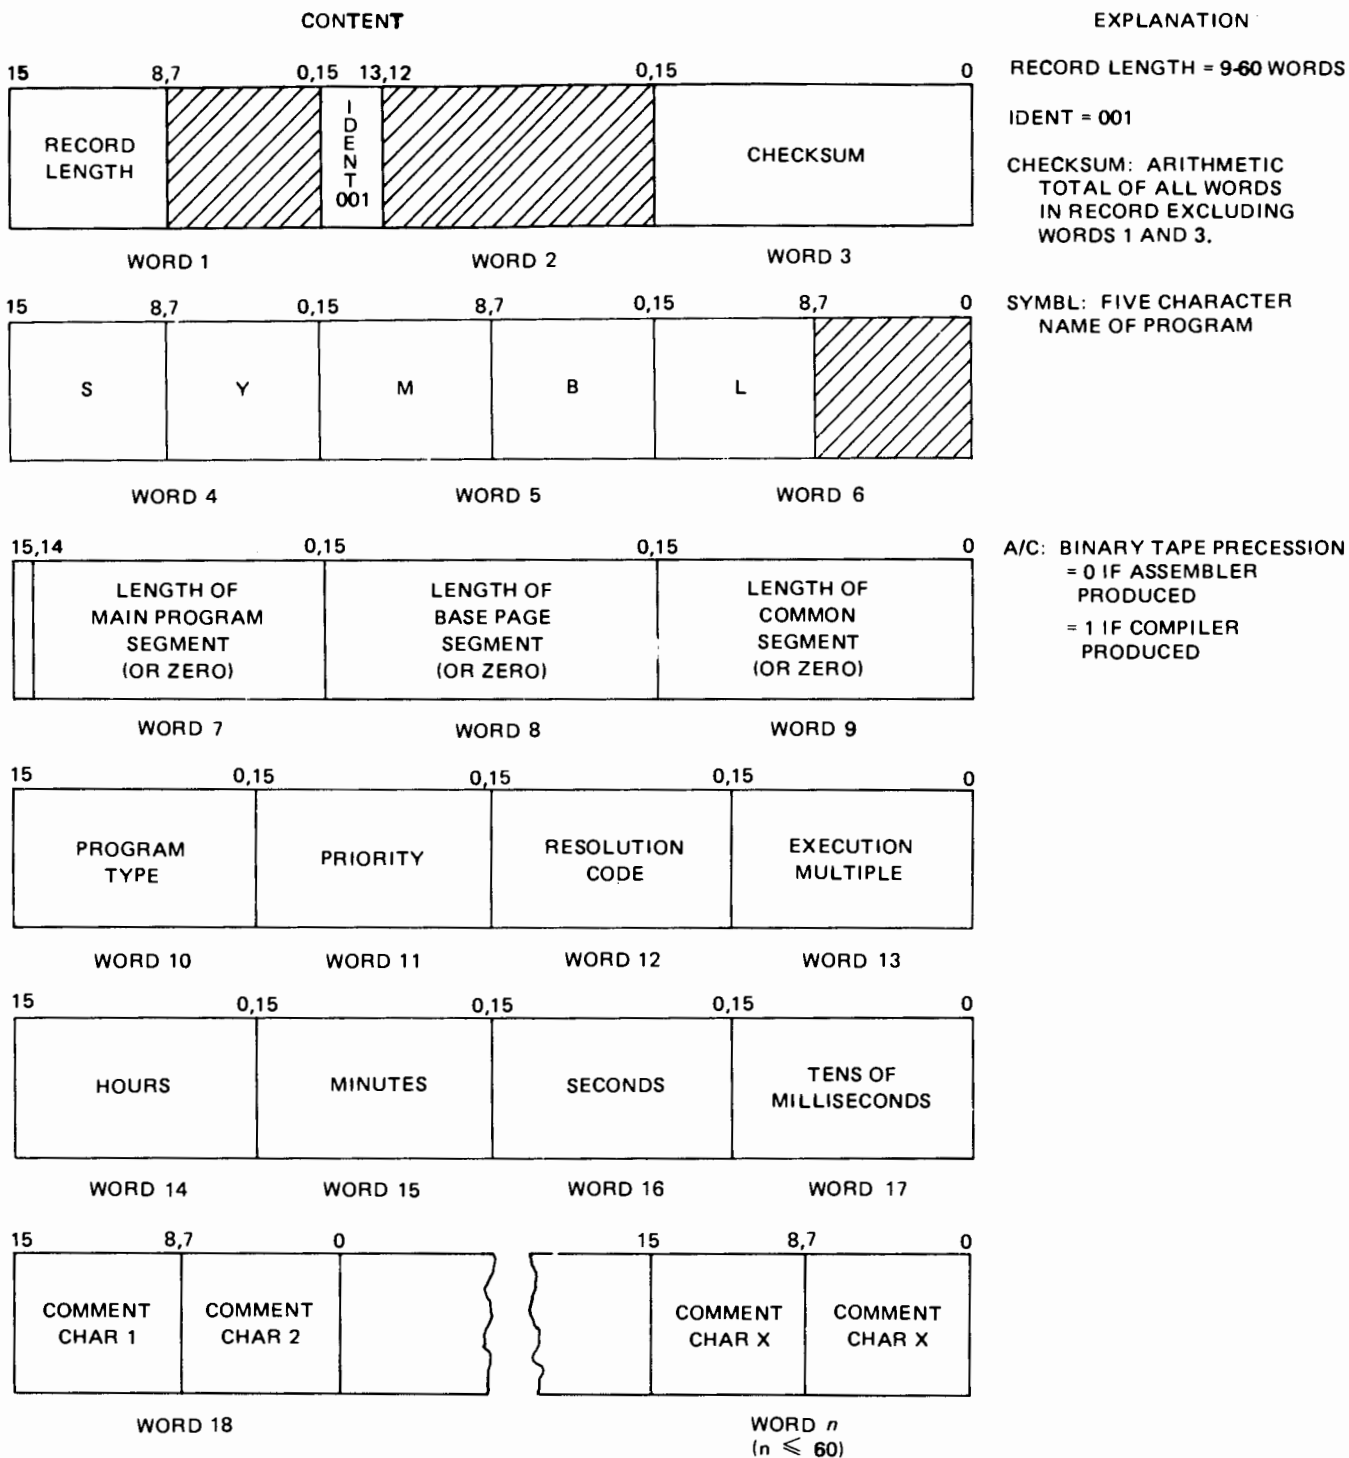 CONTENT
EXPLANATION
15 8,7 0,15 13,12 0,15 0
RECORD LENGTH = 9-60 WORDS
RECORD
LENGTH
IDENT
001
CHECKSUM
IDENT = 001
CHECKSUM: ARITHMETIC
TOTAL OF ALL WORDS
IN RECORD EXCLUDING
WORDS 1 AND 3.
WORD 1 WORD 2 WORD 3
15 8,7 0,15 8,7 0,15 8,7 0
SYMBL: FIVE CHARACTER
NAME OF PROGRAM
S Y M B L
WORD 4 WORD 5 WORD 6
15,14 0,15 0,15 0
A/C: BINARY TAPE PRECESSION
= 0 IF ASSEMBLER
PRODUCED
= 1 IF COMPILER
PRODUCED
LENGTH OF
MAIN PROGRAM
SEGMENT
(OR ZERO)
LENGTH OF
BASE PAGE
SEGMENT
(OR ZERO)
LENGTH OF
COMMON
SEGMENT
(OR ZERO)
WORD 7 WORD 8 WORD 9
15 0,15 0,15 0,15 0
PROGRAM
TYPE
PRIORITY
RESOLUTION
CODE
EXECUTION
MULTIPLE
WORD 10 WORD 11 WORD 12 WORD 13
15 0,15 0,15 0,15 0
HOURS
MINUTES
SECONDS
TENS OF
MILLISECONDS
WORD 14 WORD 15 WORD 16 WORD 17
15 8,7 0 15 8,7 0
COMMENT
CHAR 1
COMMENT
CHAR 2
COMMENT
CHAR X
COMMENT
CHAR X
WORD 18
WORD n
(n ⩽ 60)